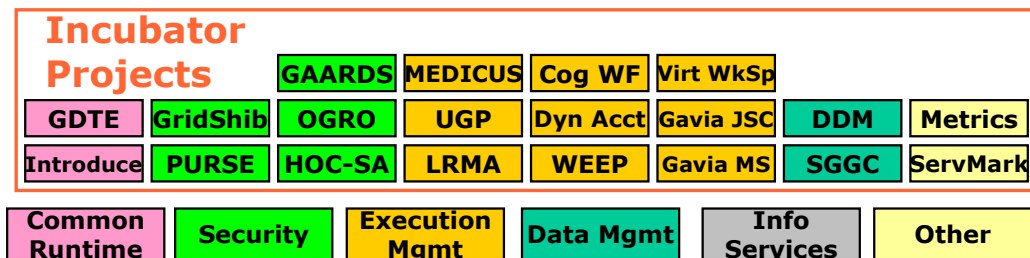 Incubator
Projects
GAARDS MEDICUS Cog WF Virt WkSp
GDTE GridShib OGRO UGP Dyn Acct Gavia JSC DDM Metrics
Introduce PURSE HOC-SA LRMA WEEP Gavia MS SGGC ServMark
Common Runtime Security Execution Mgmt Data Mgmt Info Services Other